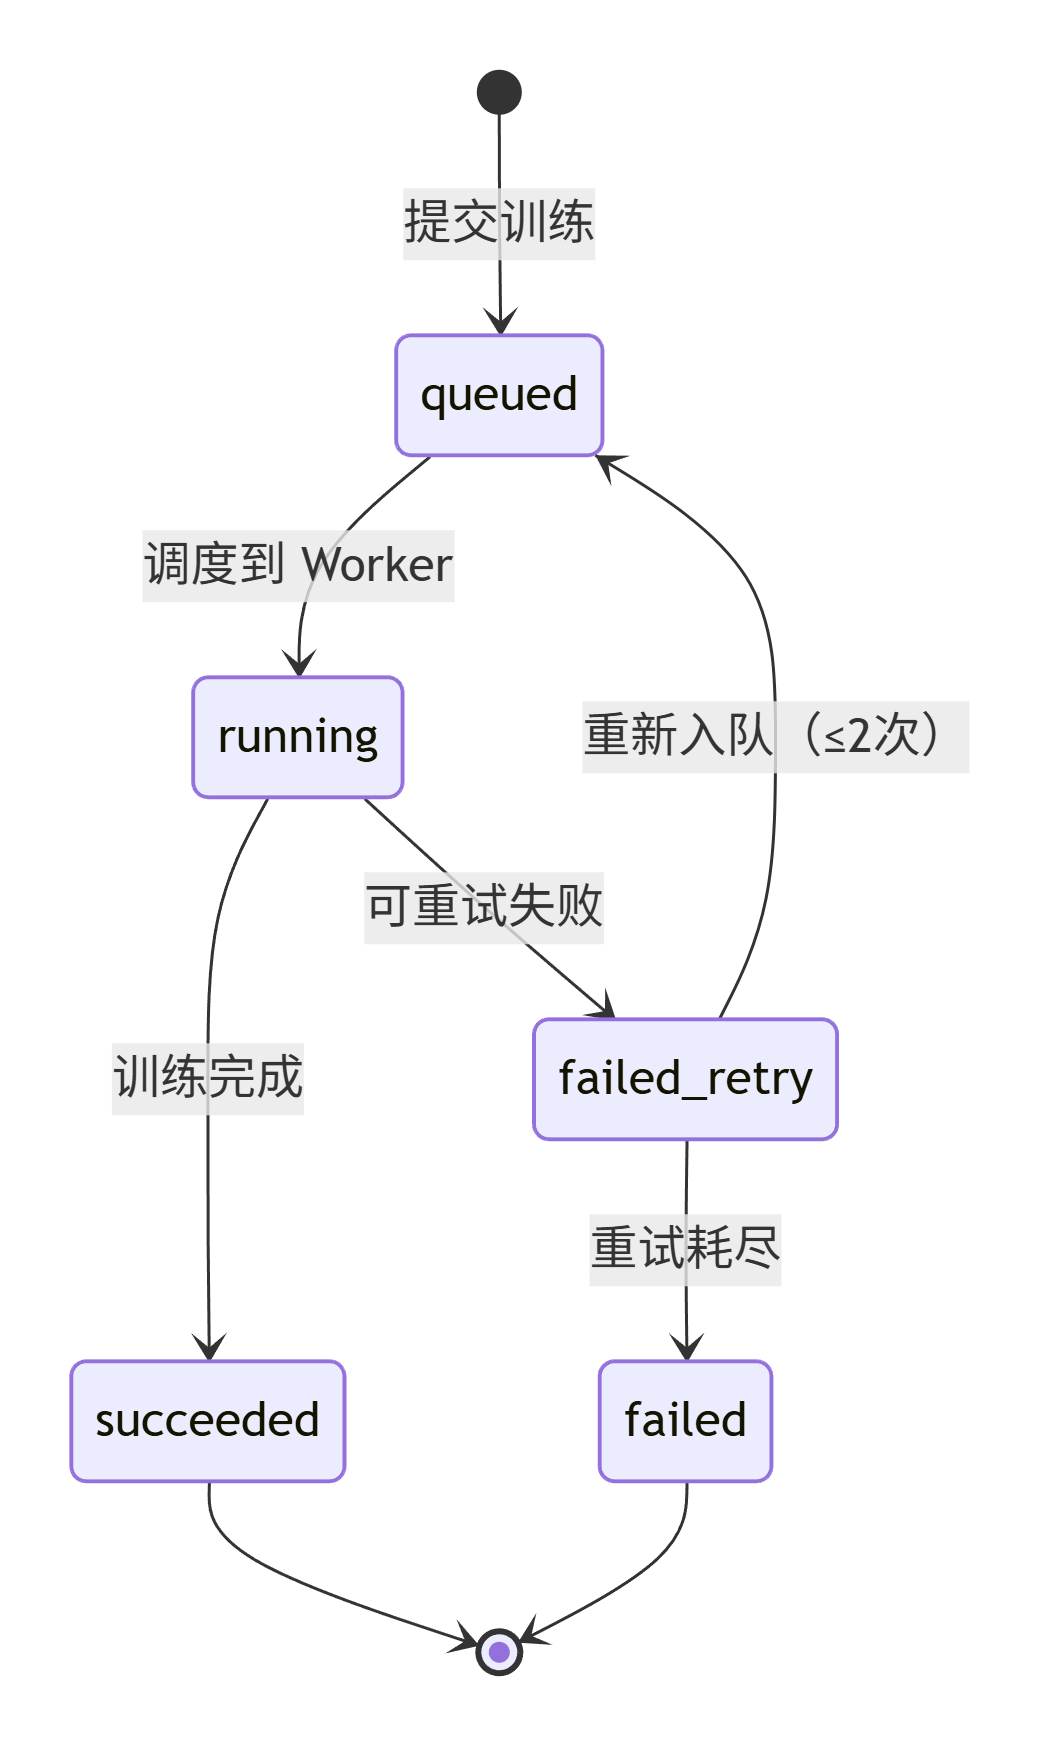 提交训练
queued
调度到 Worker
running
重新入队（≤2次）
可重试失败
训练完成
failed_retry
重试耗尽
succeeded
failed